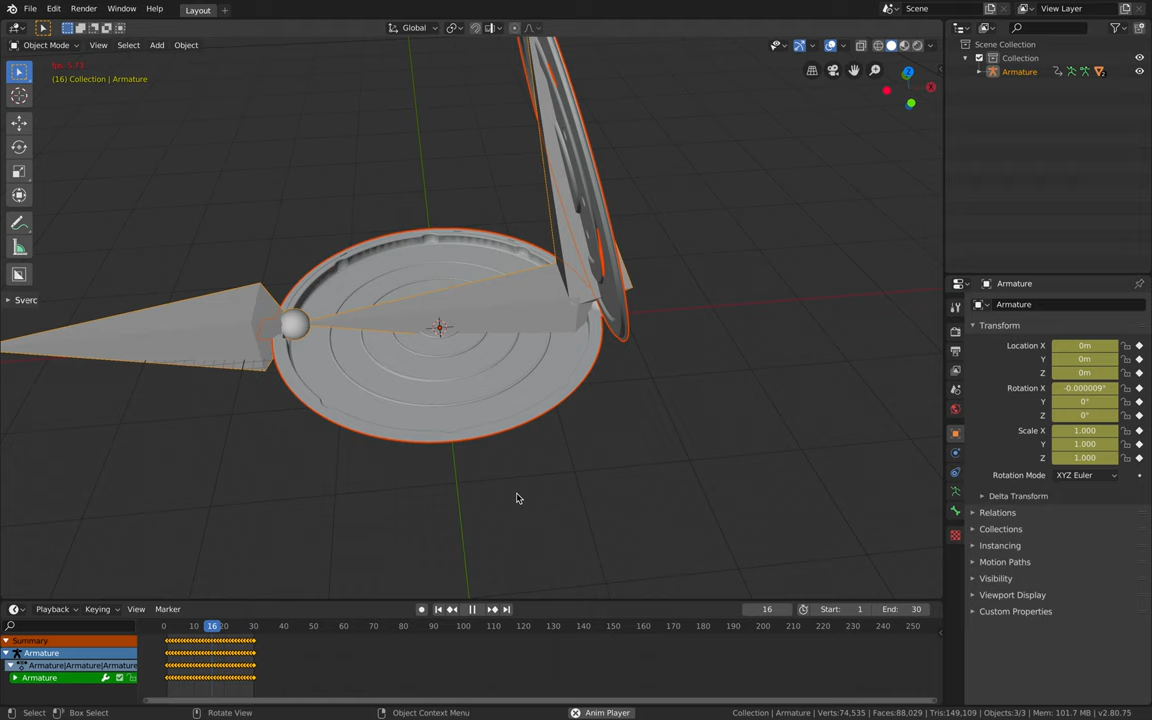 File Edit Render Window Help Layout + Scene View Layer
Object Mode View Select Add Object Global
fps: 5.73
(16) Collection | Armature
Sverc
Scene Collection
Collection
Armature 2
Armature
Armature
Transform
Location X 0m
Y 0m
Z 0m
Rotation X -0.000009°
Y 0°
Z 0°
Scale X 1.000
Y 1.000
Z 1.000
Rotation Mode XYZ Euler
Delta Transform
Relations
Collections
Instancing
Motion Paths
Visibility
Viewport Display
Custom Properties
Playback Keying View Marker 16 Start: 1 End: 30
0 10 16 20 30 40 50 60 70 80 90 100 110 120 130 140 150 160 170 180 190 200 210 220 230 240 250
Summary
Armature
Armature|Armature|Armature
Armature
Select Box Select Rotate View Object Context Menu Anim Player Collection | Armature | Verts:74,535 | Faces:88,029 | Tris:149,109 | Objects:3/3 | Mem: 101.7 MB | v2.80.75